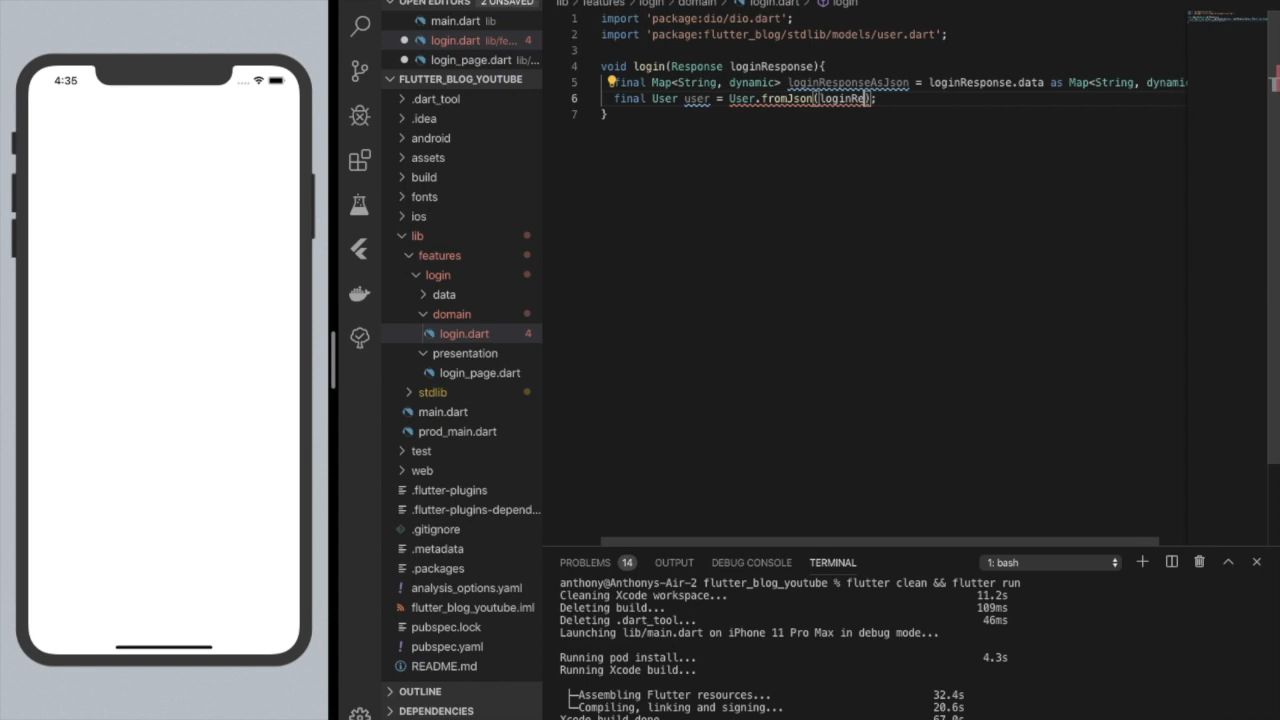 4:35
OPEN EDITORS 2 UNSAVED
main.dart lib
login.dart lib/fe... 4
login_page.dart lib/...
FLUTTER_BLOG_YOUTUBE
.dart_tool
.idea
android
assets
build
fonts
ios
lib
features
login
data
domain
login.dart 4
presentation
login_page.dart
stdlib
main.dart
prod_main.dart
test
web
.flutter-plugins
.flutter-plugins-depend...
.gitignore
.metadata
.packages
analysis_options.yaml
flutter_blog_youtube.iml
pubspec.lock
pubspec.yaml
README.md
OUTLINE
DEPENDENCIES
lib > features > login > domain > login.dart > login
1 import 'package:dio/dio.dart';
2 import 'package:flutter_blog/stdlib/models/user.dart';
3
4 void login(Response loginResponse){
5 final Map<String, dynamic> loginResponseAsJson = loginResponse.data as Map<String, dynami
6 final User user = User.fromJson(loginRe);
7 }
PROBLEMS 14 OUTPUT DEBUG CONSOLE TERMINAL 1: bash
anthony@Anthonys-Air-2 flutter_blog_youtube % flutter clean && flutter run
Cleaning Xcode workspace... 11.2s
Deleting build... 109ms
Deleting .dart_tool... 46ms
Launching lib/main.dart on iPhone 11 Pro Max in debug mode...
Running pod install... 4.3s
Running Xcode build...
├─Assembling Flutter resources... 32.4s
└─Compiling, linking and signing... 20.6s
Xcode build done. 67.0s